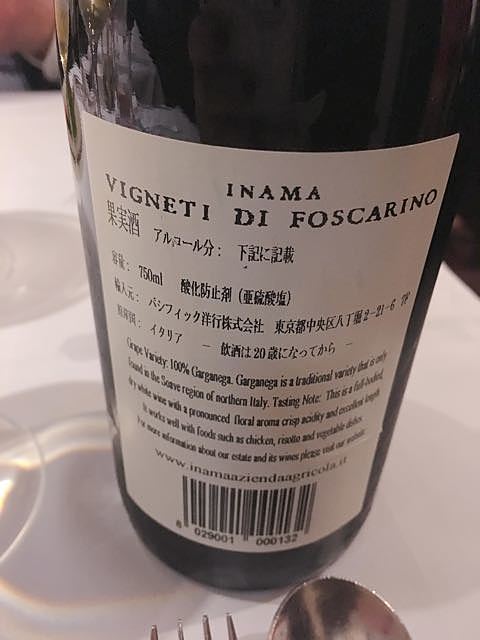 INAMA
VIGNETI DI FOSCARINO
果実酒 アルコール分： 下記に記載
容量： 750ml 酸化防止剤（亜硫酸塩）
輸入元： パシフィック洋行株式会社 東京都中央区八丁堀2-21-6 7F
原産国： イタリア － 飲酒は20歳になってから －
Grape Variety: 100% Garganega. Garganega is a traditional variety that is only
found in the Soave region of northern Italy. Tasting Note: This is a full-bodied,
dry white wine with a pronounced floral aroma crisp acidity and excellent length.
It works well with foods such as chicken, risotto and vegetable dishes.
For more information about our estate and its wines please visit our website:
www.inamaaziendaagricola.it
8 029001 000132